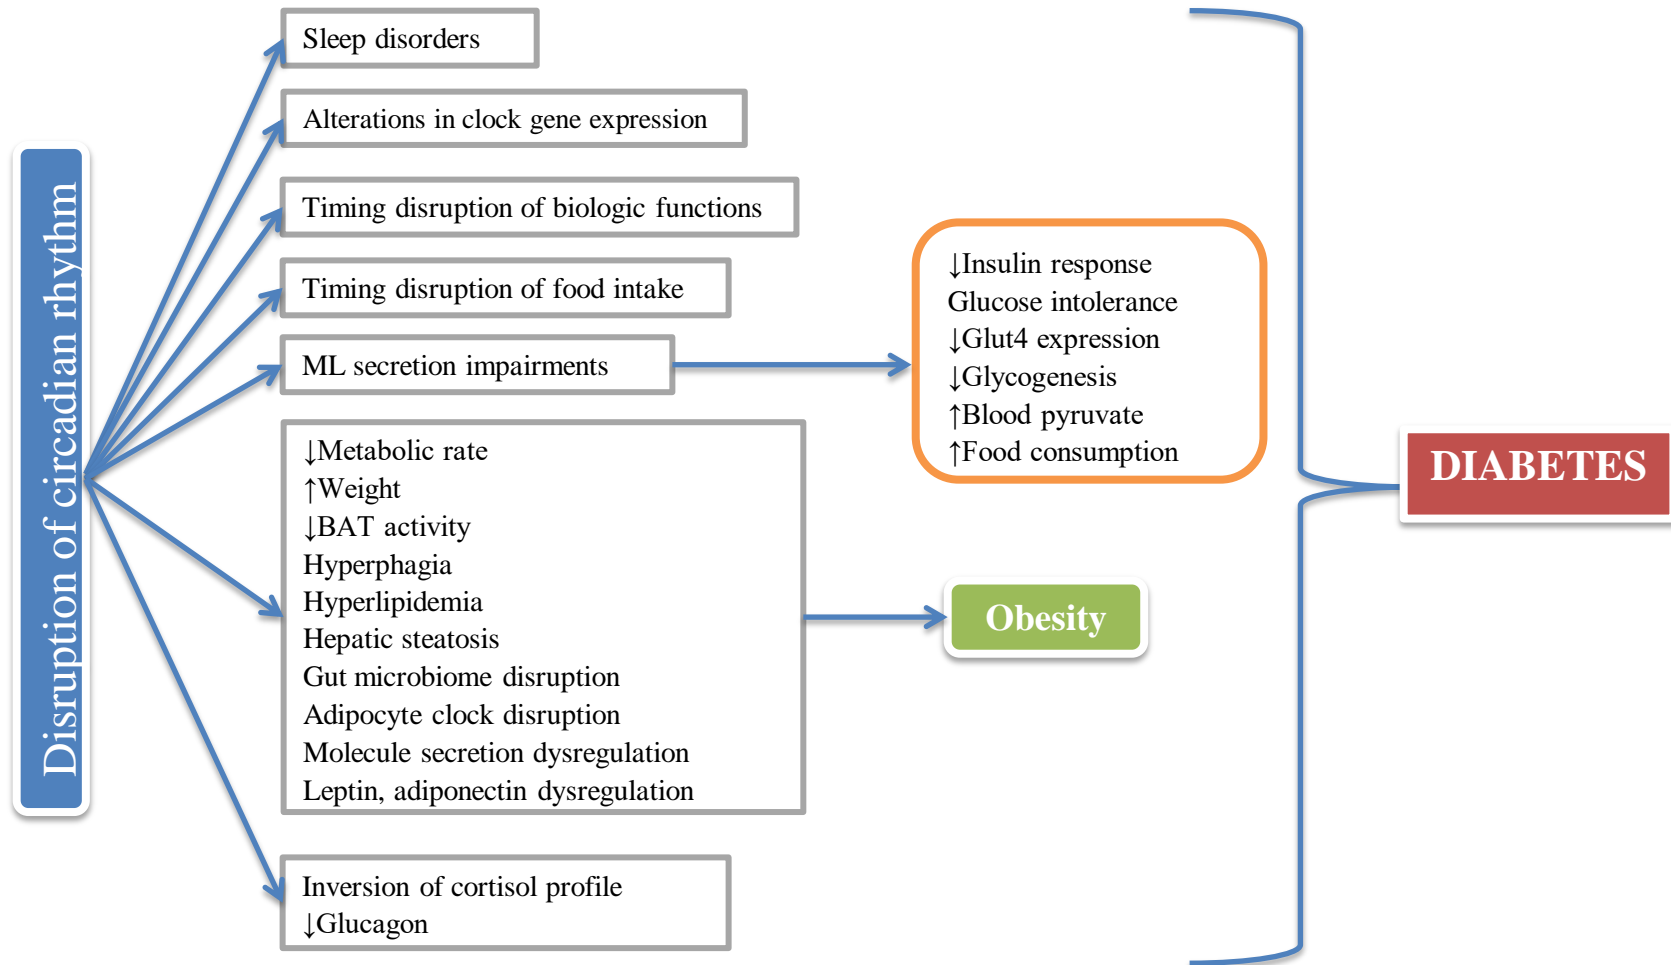 Disruption of circadian rhythm
Sleep disorders
Alterations in clock gene expression
Timing disruption of biologic functions
Timing disruption of food intake
ML secretion impairments
↓Metabolic rate
↑Weight
↓BAT activity
Hyperphagia
Hyperlipidemia
Hepatic steatosis
Gut microbiome disruption
Adipocyte clock disruption
Molecule secretion dysregulation
Leptin, adiponectin dysregulation
Inversion of cortisol profile
↓Glucagon
↓Insulin response
Glucose intolerance
↓Glut4 expression
↓Glycogenesis
↑Blood pyruvate
↑Food consumption
Obesity
DIABETES